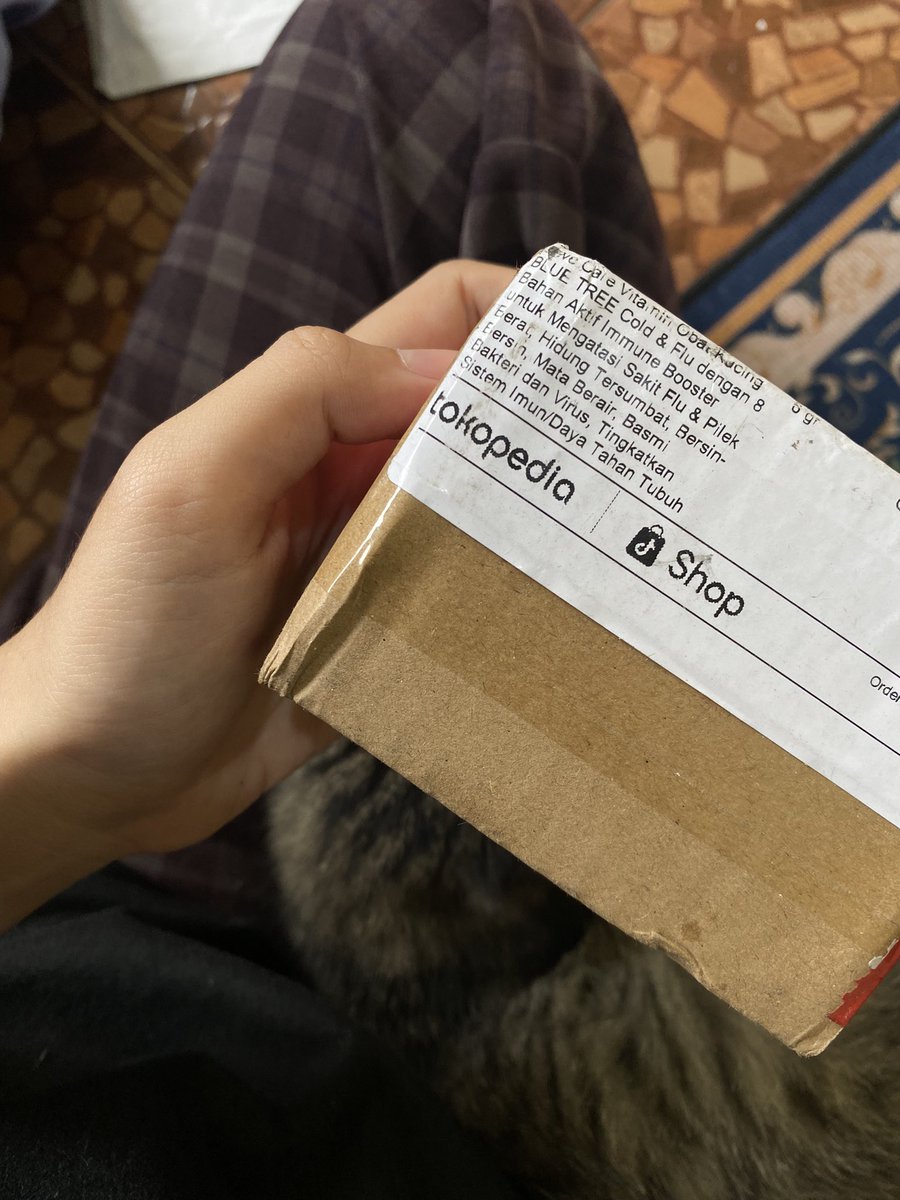 Care Vitamin Obat Kucing
BLUE TREE Cold & Flu dengan 8
Bahan Aktif Immune Booster
untuk Mengatasi Sakit Flu & Pilek
Berat, Hidung Tersumbat, Bersin-
Bersin, Mata Berair, Basmi
Bakteri dan Virus, Tingkatkan
Sistem Imun/Daya Tahan Tubuh
gr
tokopedia
Shop
Order